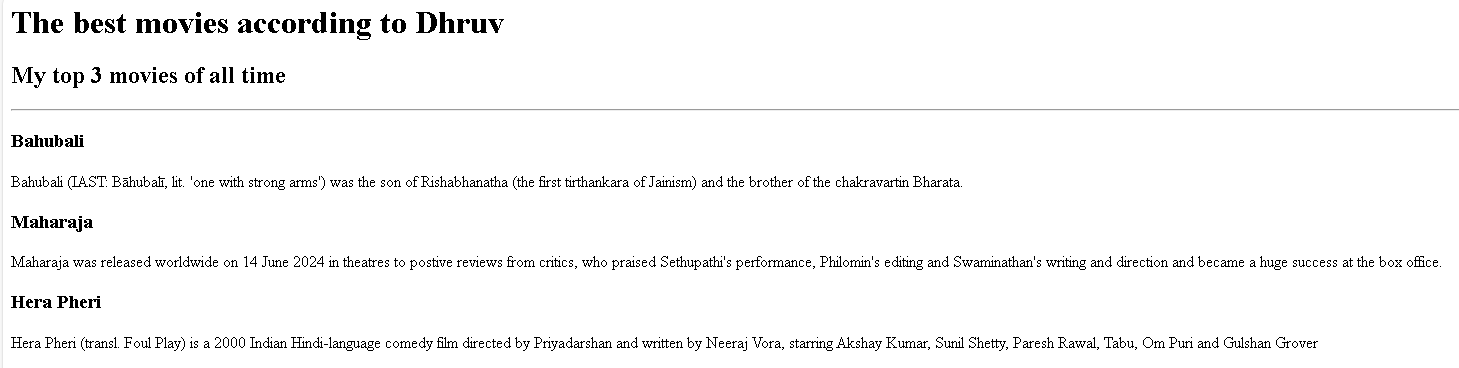 The best movies according to Dhruv
My top 3 movies of all time
Bahubali
Bahubali (IAST: Bāhubalī, lit. 'one with strong arms') was the son of Rishabhanatha (the first tirthankara of Jainism) and the brother of the chakravartin Bharata.
Maharaja
Maharaja was released worldwide on 14 June 2024 in theatres to postive reviews from critics, who praised Sethupathi's performance, Philomin's editing and Swaminathan's writing and direction and became a huge success at the box office.
Hera Pheri
Hera Pheri (transl. Foul Play) is a 2000 Indian Hindi-language comedy film directed by Priyadarshan and written by Neeraj Vora, starring Akshay Kumar, Sunil Shetty, Paresh Rawal, Tabu, Om Puri and Gulshan Grover